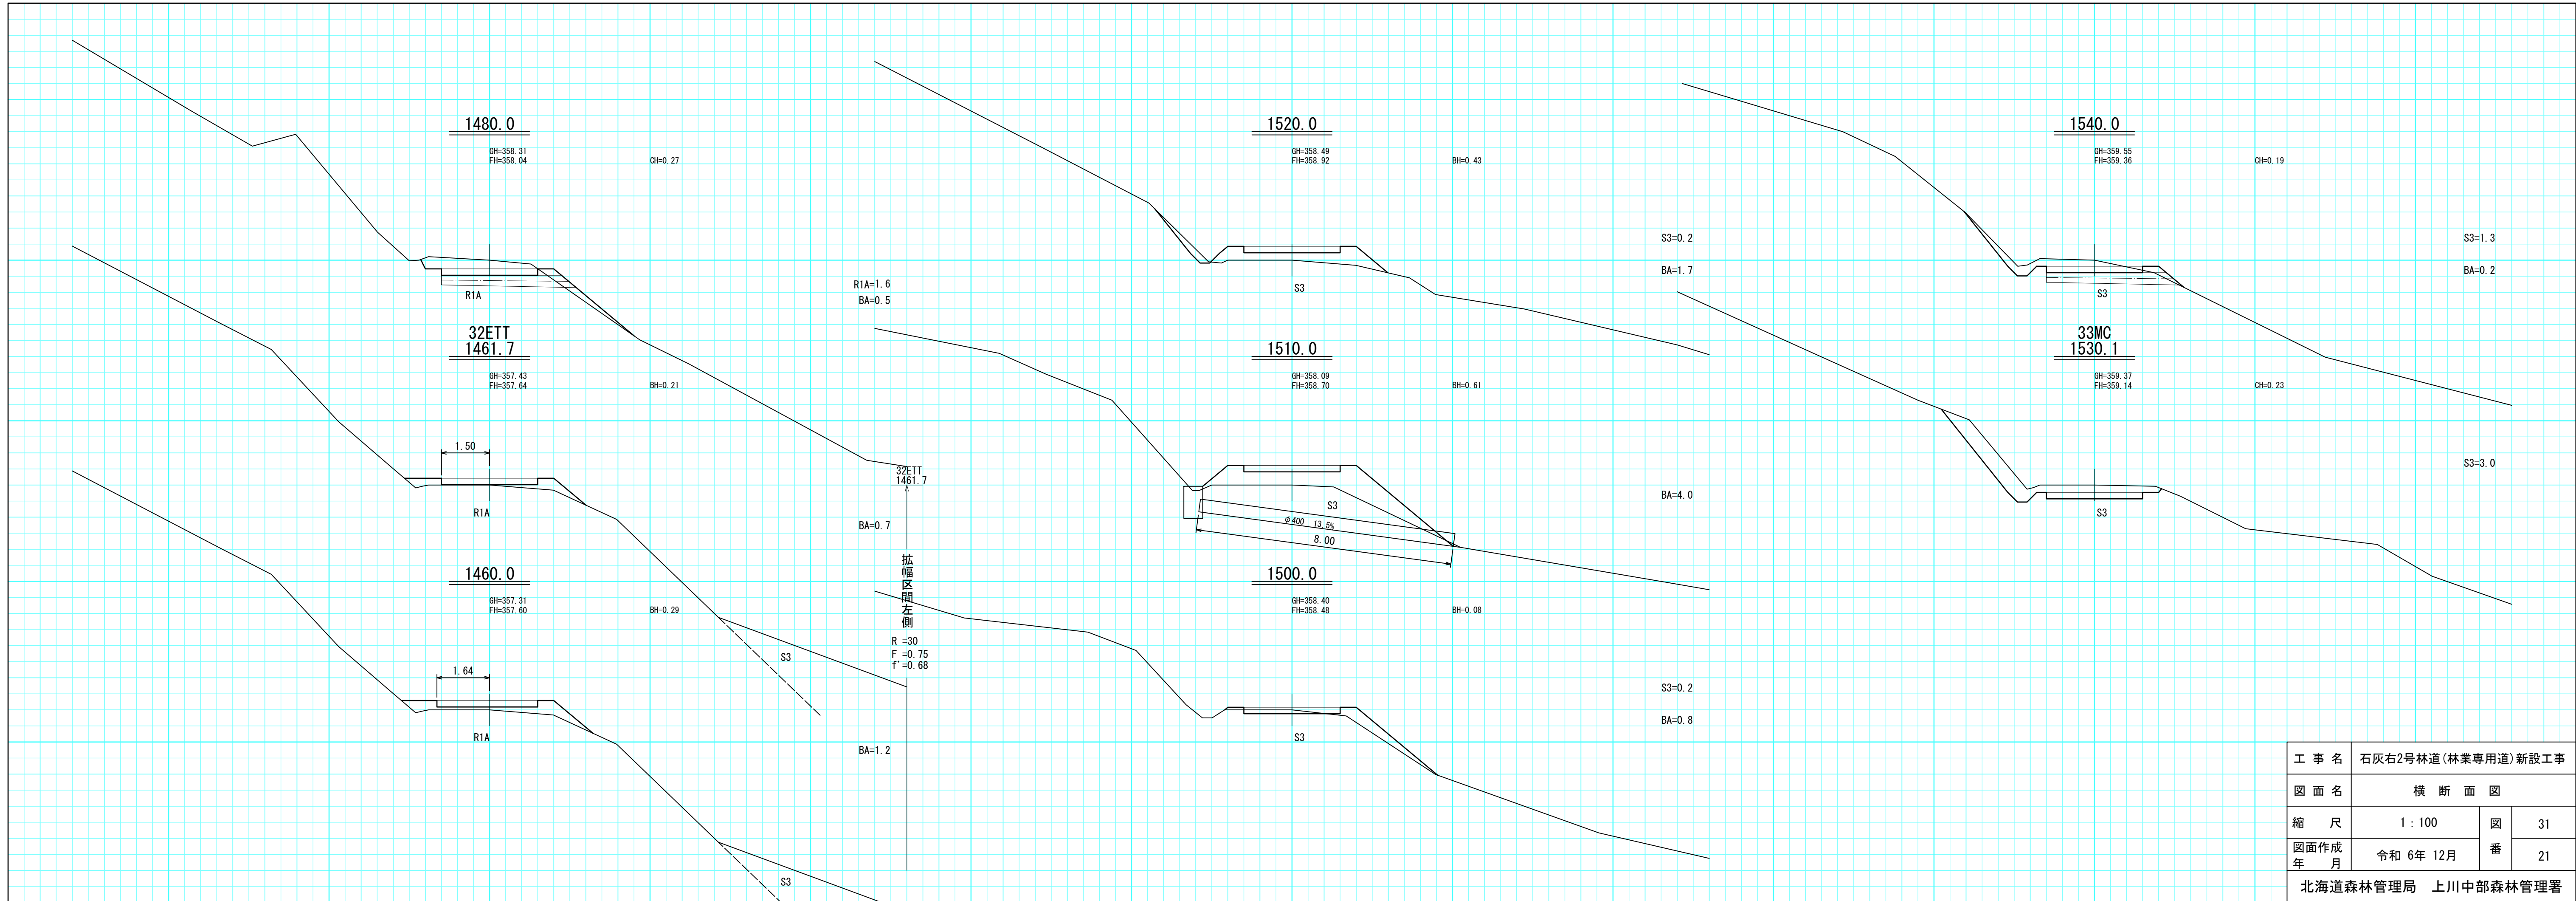 1480.0
GH=358.31
FH=358.04
CH=0.27
R1A
R1A=1.6
BA=0.5
32ETT
1461.7
GH=357.43
FH=357.64
BH=0.21
1.50
R1A
BA=0.7
S3
1460.0
GH=357.31
FH=357.60
BH=0.29
1.64
R1A
BA=1.2
S3
32ETT
1461.7
拡幅区間左側
R =30
F =0.75
f'=0.68
1520.0
GH=358.49
FH=358.92
BH=0.43
S3
S3=0.2
BA=1.7
1510.0
GH=358.09
FH=358.70
BH=0.61
S3
φ400 13.5%
8.00
BA=4.0
1500.0
GH=358.40
FH=358.48
BH=0.08
S3
S3=0.2
BA=0.8
1540.0
GH=359.55
FH=359.36
CH=0.19
S3
S3=1.3
BA=0.2
33MC
1530.1
GH=359.37
FH=359.14
CH=0.23
S3
S3=3.0
工事名 石灰右2号林道(林業専用道)新設工事
図面名 横断面図
縮尺 1:100 図番 31
図面作成年月 令和 6年 12月 21
北海道森林管理局 上川中部森林管理署